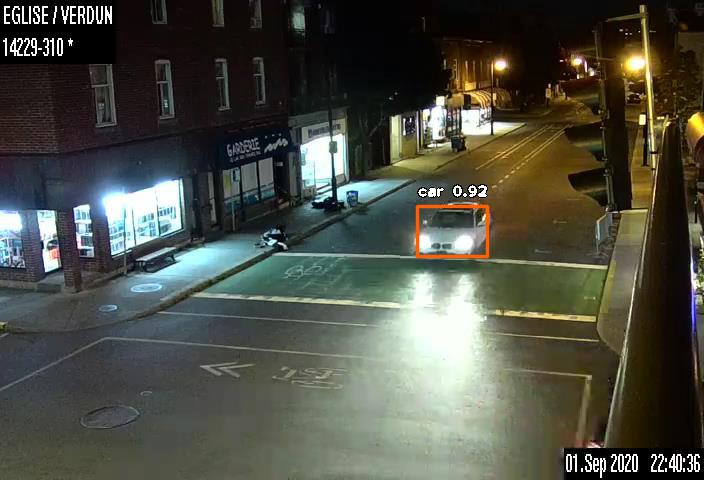 EGLISE / VERDUN
14229-310 *
GARDERIE
car 0.92
01.Sep 2020 22:40:36